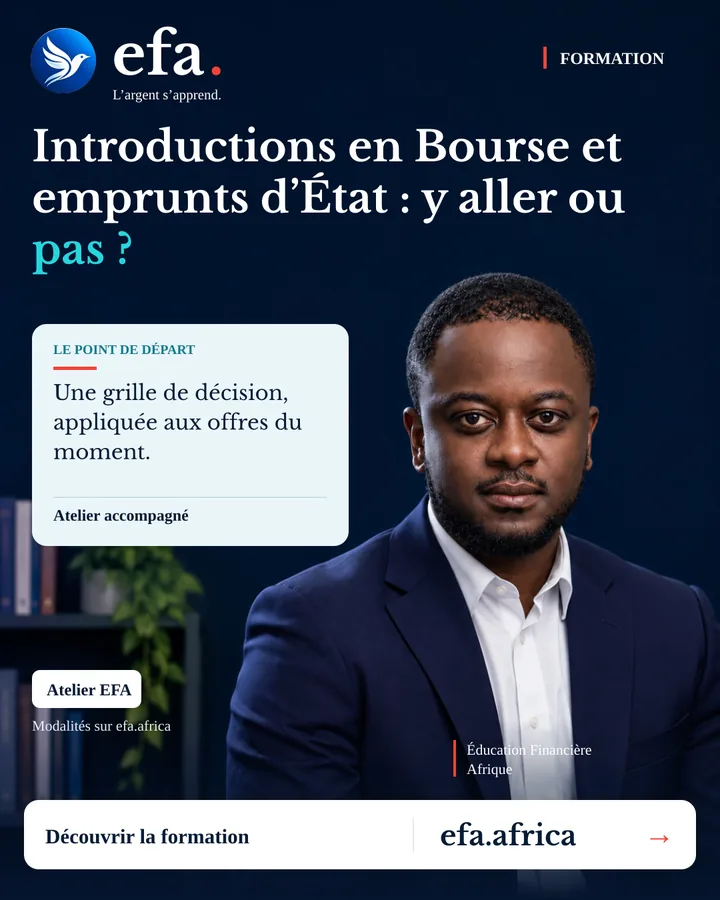 efa.
L’argent s’apprend.
FORMATION
Introductions en Bourse et
emprunts d’État : y aller ou
pas ?
LE POINT DE DÉPART
Une grille de décision,
appliquée aux offres du
moment.
Atelier accompagné
Atelier EFA
Modalités sur efa.africa
Éducation Financière
Afrique
Découvrir la formation
efa.africa →